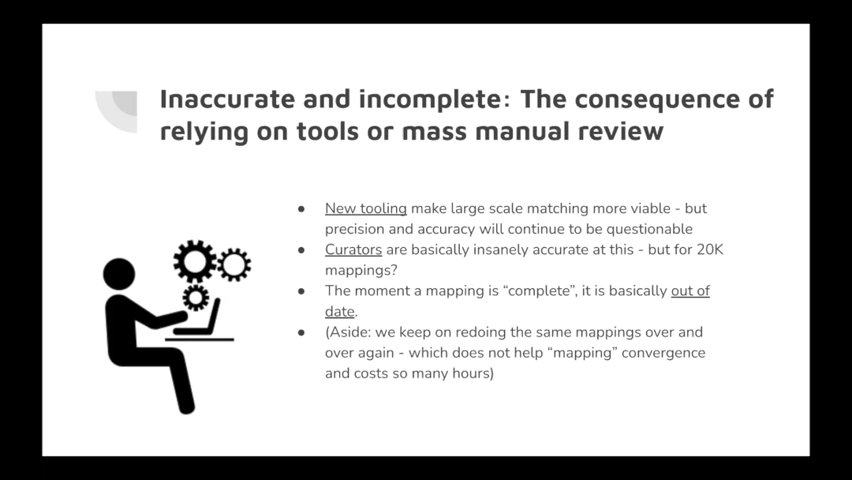 Inaccurate and incomplete: The consequence of
relying on tools or mass manual review
● New tooling make large scale matching more viable - but
precision and accuracy will continue to be questionable
● Curators are basically insanely accurate at this - but for 20K
mappings?
● The moment a mapping is “complete”, it is basically out of
date.
● (Aside: we keep on redoing the same mappings over and
over again - which does not help “mapping” convergence
and costs so many hours)